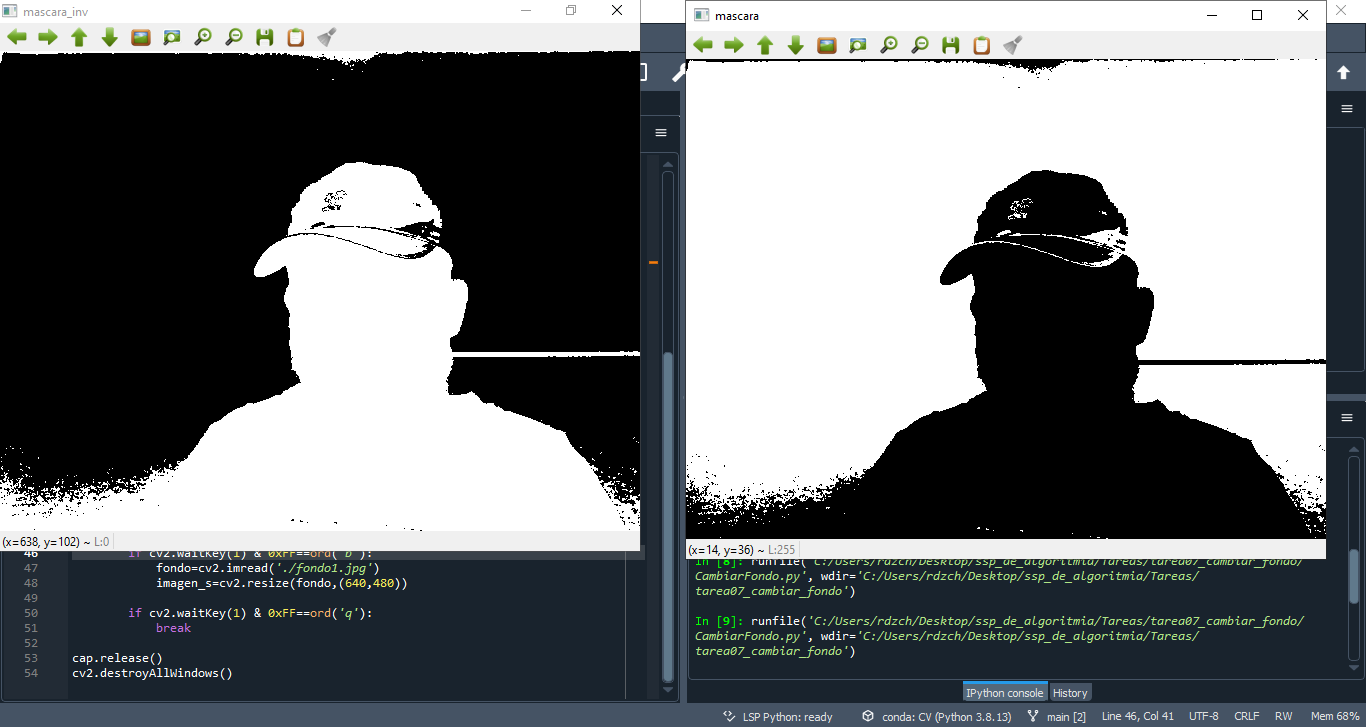 mascara_inv
mascara
(x=638, y=102) ~ L:0
(x=14, y=36) ~ L:255
46 if cv2.waitKey(1) & 0xFF==ord('b'):
47 fondo=cv2.imread('./fondo1.jpg')
48 imagen_s=cv2.resize(fondo,(640,480))
49
50 if cv2.waitKey(1) & 0xFF==ord('q'):
51 break
52
53 cap.release()
54 cv2.destroyAllWindows()
In [8]: runfile('C:/Users/rdzch/Desktop/ssp_de_algoritmia/Tareas/tarea07_cambiar_fondo/
CambiarFondo.py', wdir='C:/Users/rdzch/Desktop/ssp_de_algoritmia/Tareas/
tarea07_cambiar_fondo')
In [9]: runfile('C:/Users/rdzch/Desktop/ssp_de_algoritmia/Tareas/tarea07_cambiar_fondo/
CambiarFondo.py', wdir='C:/Users/rdzch/Desktop/ssp_de_algoritmia/Tareas/
tarea07_cambiar_fondo')
IPython console History
LSP Python: ready conda: CV (Python 3.8.13) main [2] Line 46, Col 41 UTF-8 CRLF RW Mem 68%